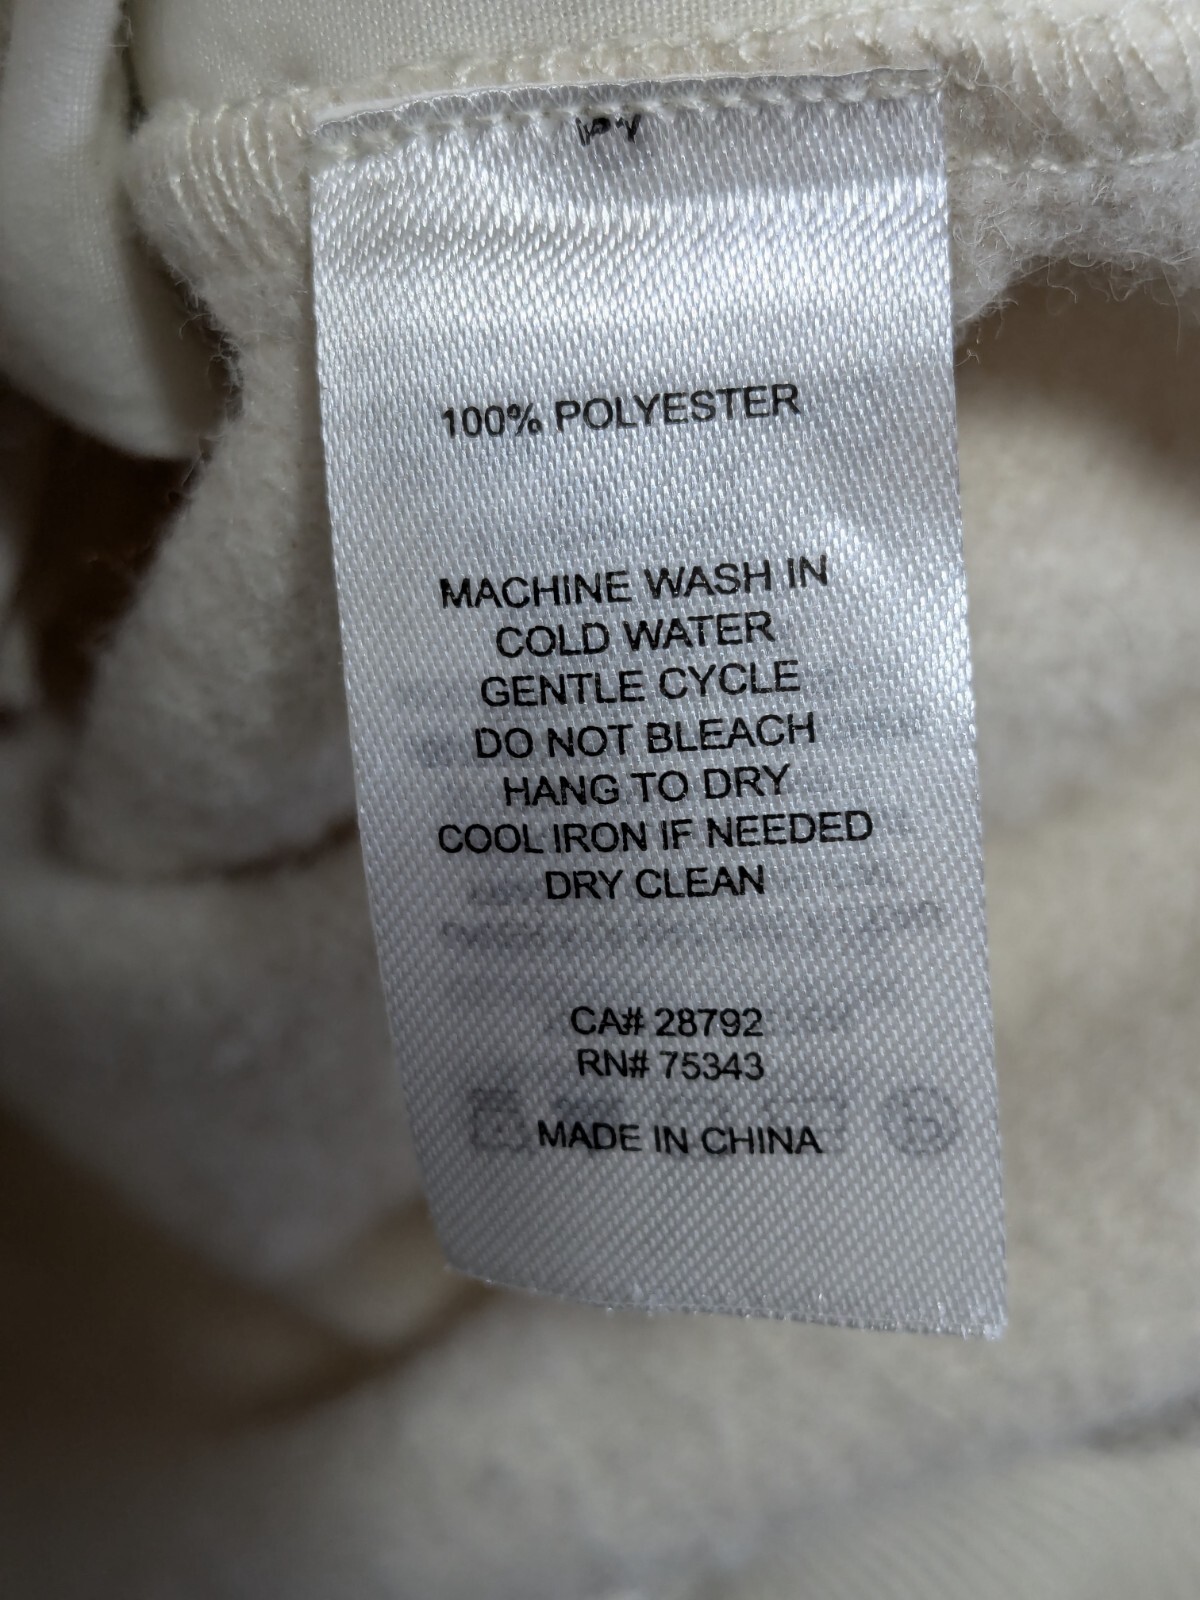 100% POLYESTER
MACHINE WASH IN
COLD WATER
GENTLE CYCLE
DO NOT BLEACH
HANG TO DRY
COOL IRON IF NEEDED
DRY CLEAN
CA# 28792
RN# 75343
MADE IN CHINA